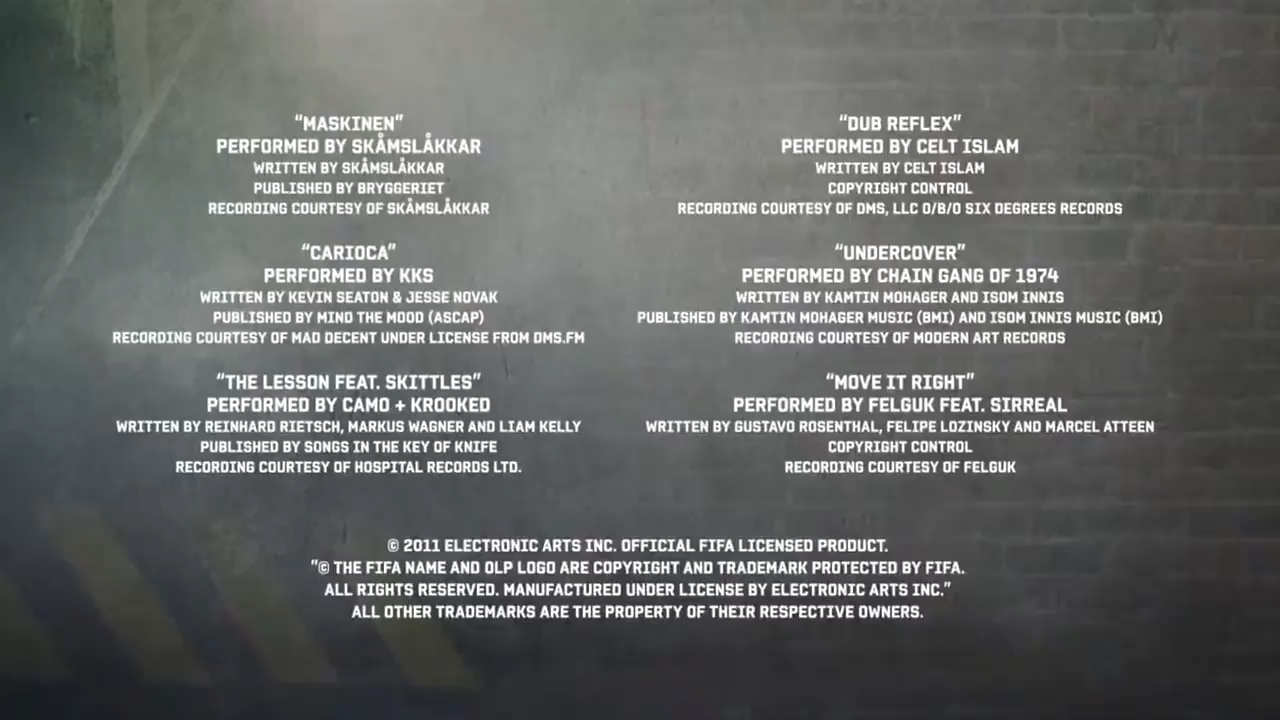 “MASKINEN”
PERFORMED BY SKÅMSLÅKKAR
WRITTEN BY SKÅMSLÅKKAR
PUBLISHED BY BRYGGERIET
RECORDING COURTESY OF SKÅMSLÅKKAR
“CARIOCA”
PERFORMED BY KKS
WRITTEN BY KEVIN SEATON & JESSE NOVAK
PUBLISHED BY MIND THE MOOD (ASCAP)
RECORDING COURTESY OF MAD DECENT UNDER LICENSE FROM DMS.FM
“THE LESSON FEAT. SKITTLES”
PERFORMED BY CAMO + KROOKED
WRITTEN BY REINHARD RIETSCH, MARKUS WAGNER AND LIAM KELLY
PUBLISHED BY SONGS IN THE KEY OF KNIFE
RECORDING COURTESY OF HOSPITAL RECORDS LTD.
“DUB REFLEX”
PERFORMED BY CELT ISLAM
WRITTEN BY CELT ISLAM
COPYRIGHT CONTROL
RECORDING COURTESY OF DMS, LLC O/B/O SIX DEGREES RECORDS
“UNDERCOVER”
PERFORMED BY CHAIN GANG OF 1974
WRITTEN BY KAMTIN MOHAGER AND ISOM INNIS
PUBLISHED BY KAMTIN MOHAGER MUSIC (BMI) AND ISOM INNIS MUSIC (BMI)
RECORDING COURTESY OF MODERN ART RECORDS
“MOVE IT RIGHT”
PERFORMED BY FELGUK FEAT. SIRREAL
WRITTEN BY GUSTAVO ROSENTHAL, FELIPE LOZINSKY AND MARCEL ATTEEN
COPYRIGHT CONTROL
RECORDING COURTESY OF FELGUK
© 2011 ELECTRONIC ARTS INC. OFFICIAL FIFA LICENSED PRODUCT.
"© THE FIFA NAME AND OLP LOGO ARE COPYRIGHT AND TRADEMARK PROTECTED BY FIFA.
ALL RIGHTS RESERVED. MANUFACTURED UNDER LICENSE BY ELECTRONIC ARTS INC."
ALL OTHER TRADEMARKS ARE THE PROPERTY OF THEIR RESPECTIVE OWNERS.